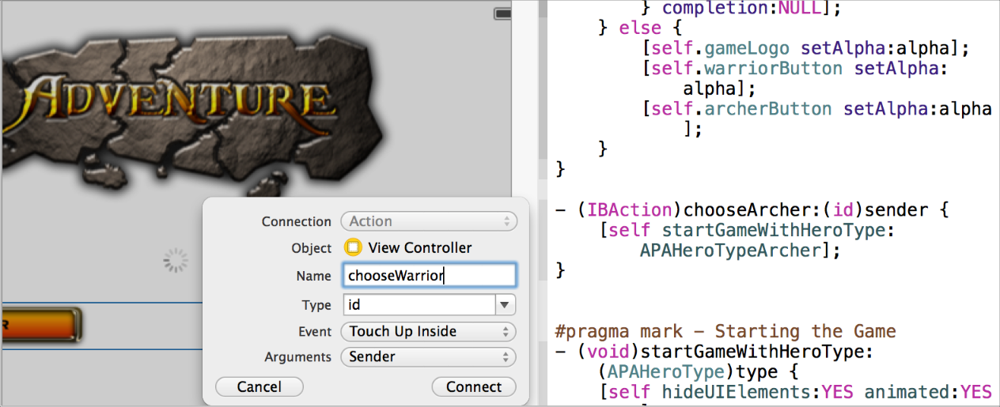 ADVENTURE
R
Connection Action
Object View Controller
Name chooseWarrior
Type id
Event Touch Up Inside
Arguments Sender
Cancel Connect
} completion:NULL];
} else {
[self.gameLogo setAlpha:alpha];
[self.warriorButton setAlpha:
alpha];
[self.archerButton setAlpha:alpha
];
}
}
- (IBAction)chooseArcher:(id)sender {
[self startGameWithHeroType:
APAHeroTypeArcher];
}
#pragma mark - Starting the Game
- (void)startGameWithHeroType:
(APAHeroType)type {
[self hideUIElements:YES animated:YES